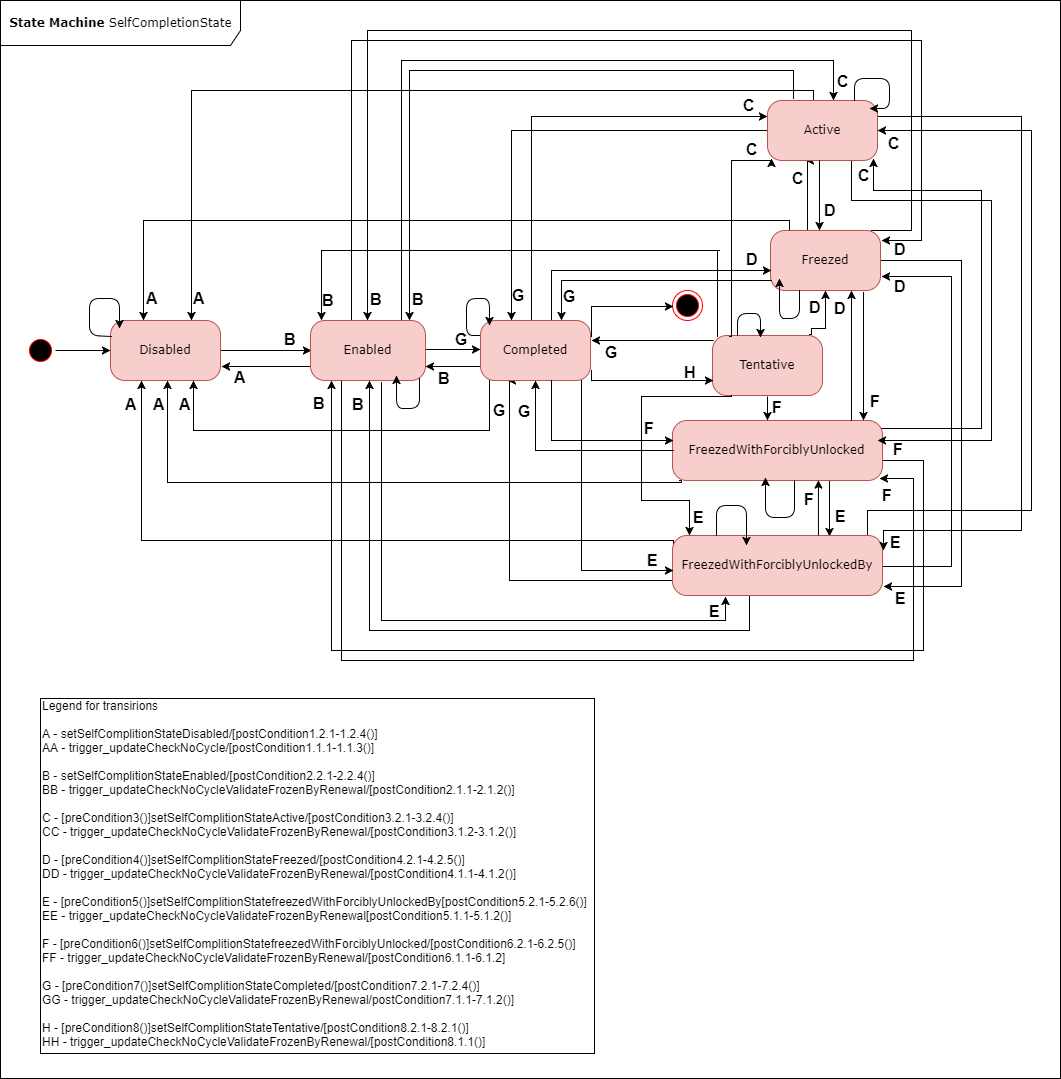 State Machine SelfCompletionState
C
C
C
C
C
C
D
D
D
D
D
A
A
B
B
B
G
G
Active
Freezed
Disabled
B
Enabled
G
Completed
G
Tentative
A
B
H
A
A
A
B
B
G
G
F
F
F
FreezedWithForciblyUnlocked
F
F
F
E
E
E
E
FreezedWithForciblyUnlockedBy
E
E
Legend for transirions
A - setSelfComplitionStateDisabled/[postCondition1.2.1-1.2.4()]
AA - trigger_updateCheckNoCycle/[postCondition1.1.1-1.1.3()]
B - setSelfComplitionStateEnabled/[postCondition2.2.1-2.2.4()]
BB - trigger_updateCheckNoCycleValidateFrozenByRenewal/[postCondition2.1.1-2.1.2()]
C - [preCondition3()]setSelfComplitionStateActive/[postCondition3.2.1-3.2.4()]
CC - trigger_updateCheckNoCycleValidateFrozenByRenewal/[postCondition3.1.2-3.1.2()]
D - [preCondition4()]setSelfComplitionStateFreezed/[postCondition4.2.1-4.2.5()]
DD - trigger_updateCheckNoCycleValidateFrozenByRenewal/[postCondition4.1.1-4.1.2()]
E - [preCondition5()]setSelfComplitionStatefreezedWithForciblyUnlockedBy[postCondition5.2.1-5.2.6()]
EE - trigger_updateCheckNoCycleValidateFrozenByRenewal[postCondition5.1.1-5.1.2()]
F - [preCondition6()]setSelfComplitionStatefreezedWithForciblyUnlocked/[postCondition6.2.1-6.2.5()]
FF - trigger_updateCheckNoCycleValidateFrozenByRenewal/[postCondition6.1.1-6.1.2]
G - [preCondition7()]setSelfComplitionStateCompleted/[postCondition7.2.1-7.2.4()]
GG - trigger_updateCheckNoCycleValidateFrozenByRenewal/postCondition7.1.1-7.1.2()]
H - [preCondition8()]setSelfComplitionStateTentative/[postCondition8.2.1-8.2.1()]
HH - trigger_updateCheckNoCycleValidateFrozenByRenewal/[postCondition8.1.1()]